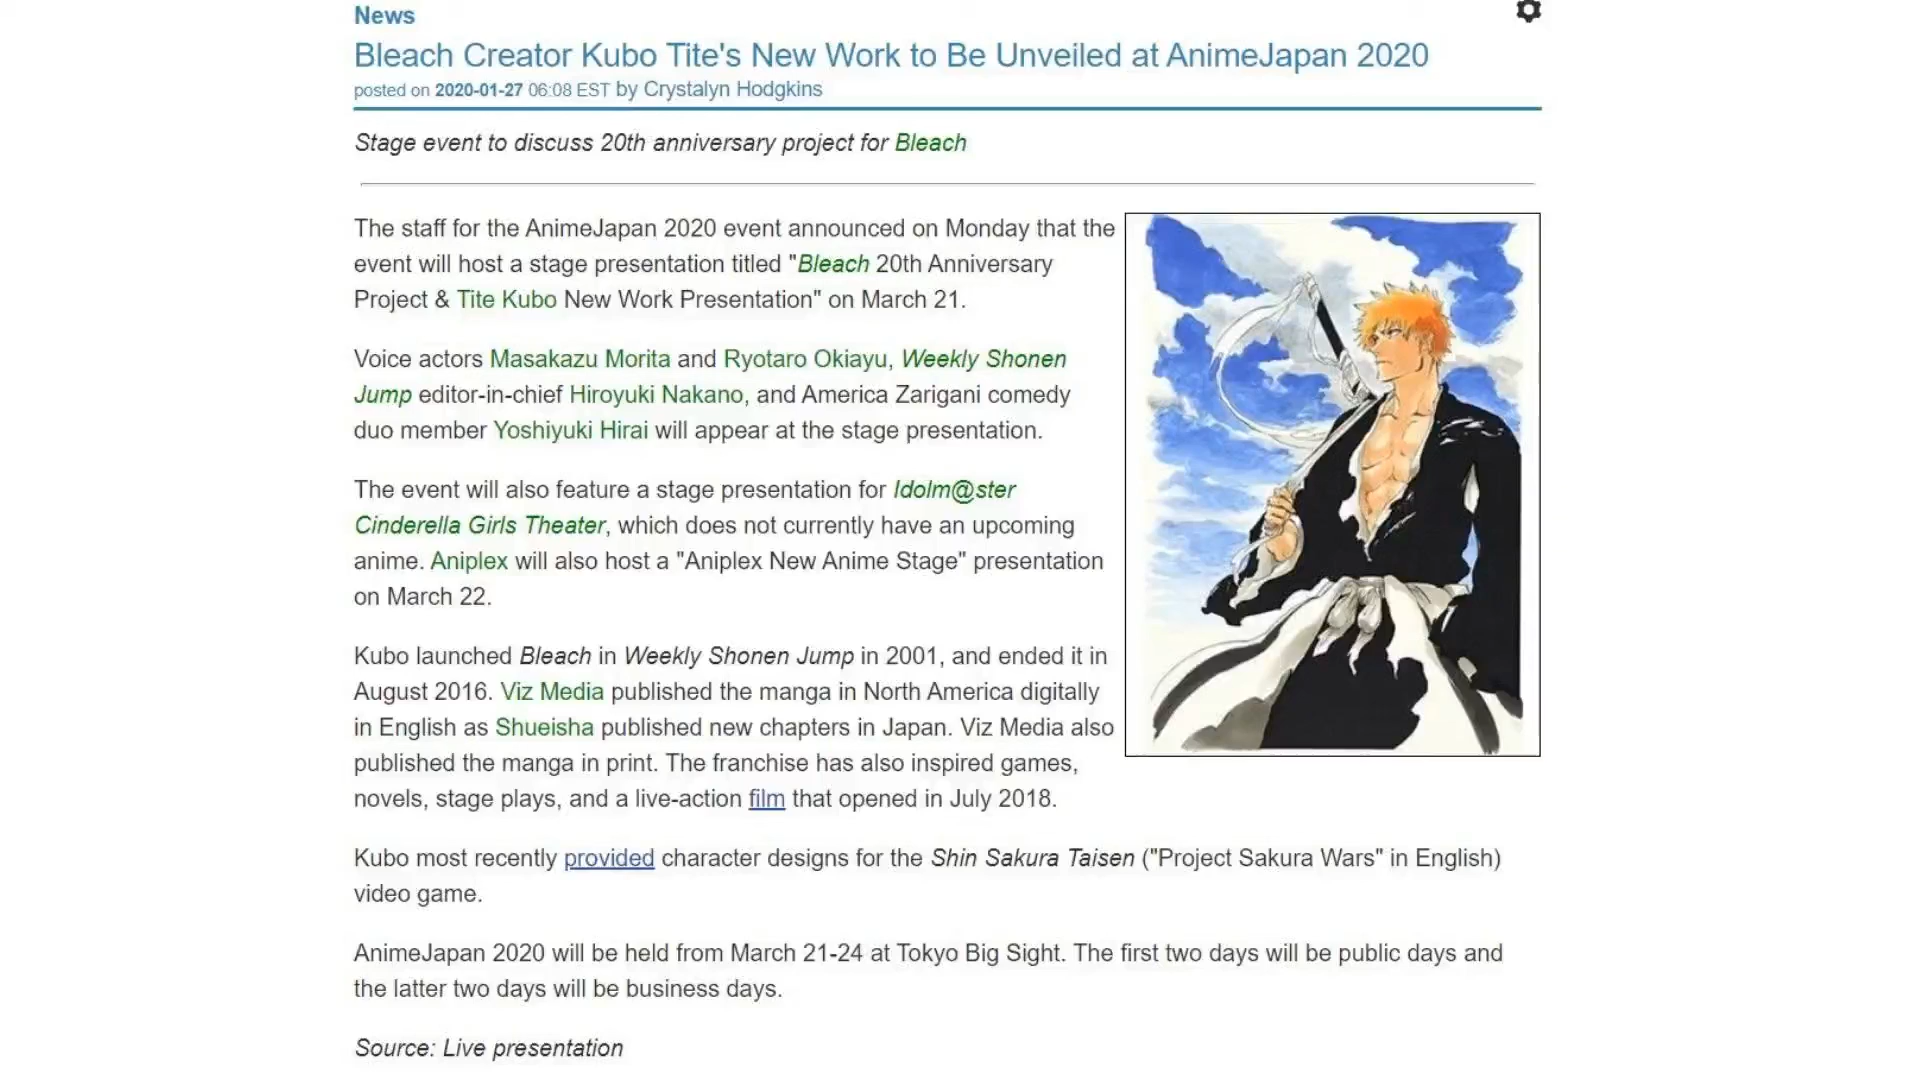 News
Bleach Creator Kubo Tite's New Work to Be Unveiled at AnimeJapan 2020
posted on 2020-01-27 06:08 EST by Crystalyn Hodgkins
Stage event to discuss 20th anniversary project for Bleach
The staff for the AnimeJapan 2020 event announced on Monday that the
event will host a stage presentation titled "Bleach 20th Anniversary
Project & Tite Kubo New Work Presentation" on March 21.
Voice actors Masakazu Morita and Ryotaro Okiayu, Weekly Shonen
Jump editor-in-chief Hiroyuki Nakano, and America Zarigani comedy
duo member Yoshiyuki Hirai will appear at the stage presentation.
The event will also feature a stage presentation for Idolm@ster
Cinderella Girls Theater, which does not currently have an upcoming
anime. Aniplex will also host a "Aniplex New Anime Stage" presentation
on March 22.
Kubo launched Bleach in Weekly Shonen Jump in 2001, and ended it in
August 2016. Viz Media published the manga in North America digitally
in English as Shueisha published new chapters in Japan. Viz Media also
published the manga in print. The franchise has also inspired games,
novels, stage plays, and a live-action film that opened in July 2018.
Kubo most recently provided character designs for the Shin Sakura Taisen ("Project Sakura Wars" in English)
video game.
AnimeJapan 2020 will be held from March 21-24 at Tokyo Big Sight. The first two days will be public days and
the latter two days will be business days.
Source: Live presentation